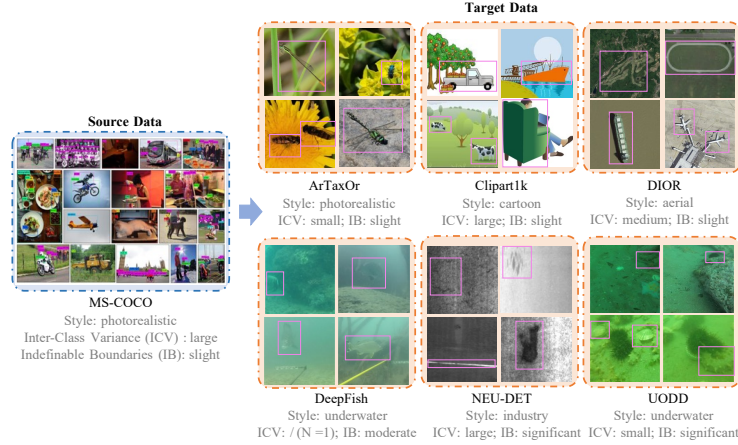 Target Data
Source Data
MS-COCO
Style: photorealistic
Inter-Class Variance (ICV) : large
Indefinable Boundaries (IB): slight
ArTaxOr
Style: photorealistic
ICV: small; IB: slight
Clipart1k
Style: cartoon
ICV: large; IB: slight
DIOR
Style: aerial
ICV: medium; IB: slight
DeepFish
Style: underwater
ICV: / (N =1); IB: moderate
NEU-DET
Style: industry
ICV: large; IB: significant
UODD
Style: underwater
ICV: small; IB: significant